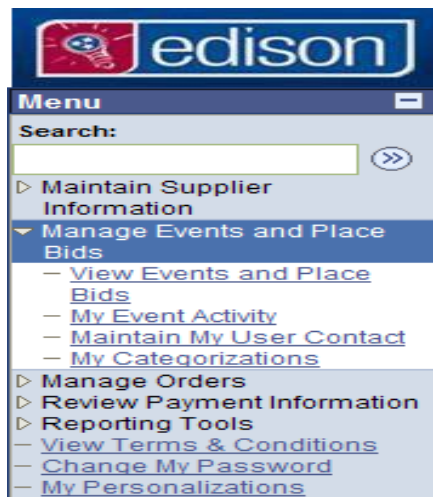 edison
Menu
Search:
Maintain Supplier
Information
Manage Events and Place
Bids
– View Events and Place
Bids
– My Event Activity
– Maintain My User Contact
– My Categorizations
Manage Orders
Review Payment Information
Reporting Tools
– View Terms & Conditions
– Change My Password
– My Personalizations